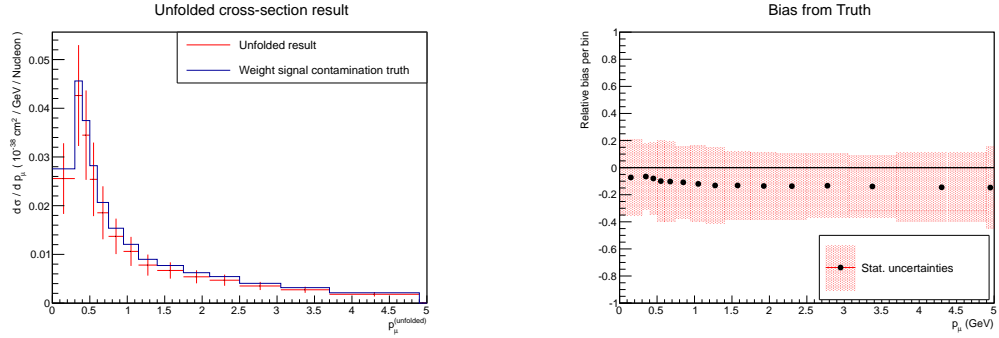 Unfolded cross-section result
Unfolded result
Weight signal contamination truth
dσ / d p_μ ( 10^-38 cm^2 / GeV / Nucleon )
0.05
0.04
0.03
0.02
0.01
0
0 0.5 1 1.5 2 2.5 3 3.5 4 4.5 5
p_μ^(unfolded)
Bias from Truth
Relative bias per bin
1
0.8
0.6
0.4
0.2
0
-0.2
-0.4
-0.6
-0.8
-1
Stat. uncertainties
0 0.5 1 1.5 2 2.5 3 3.5 4 4.5 5
p_μ (GeV)